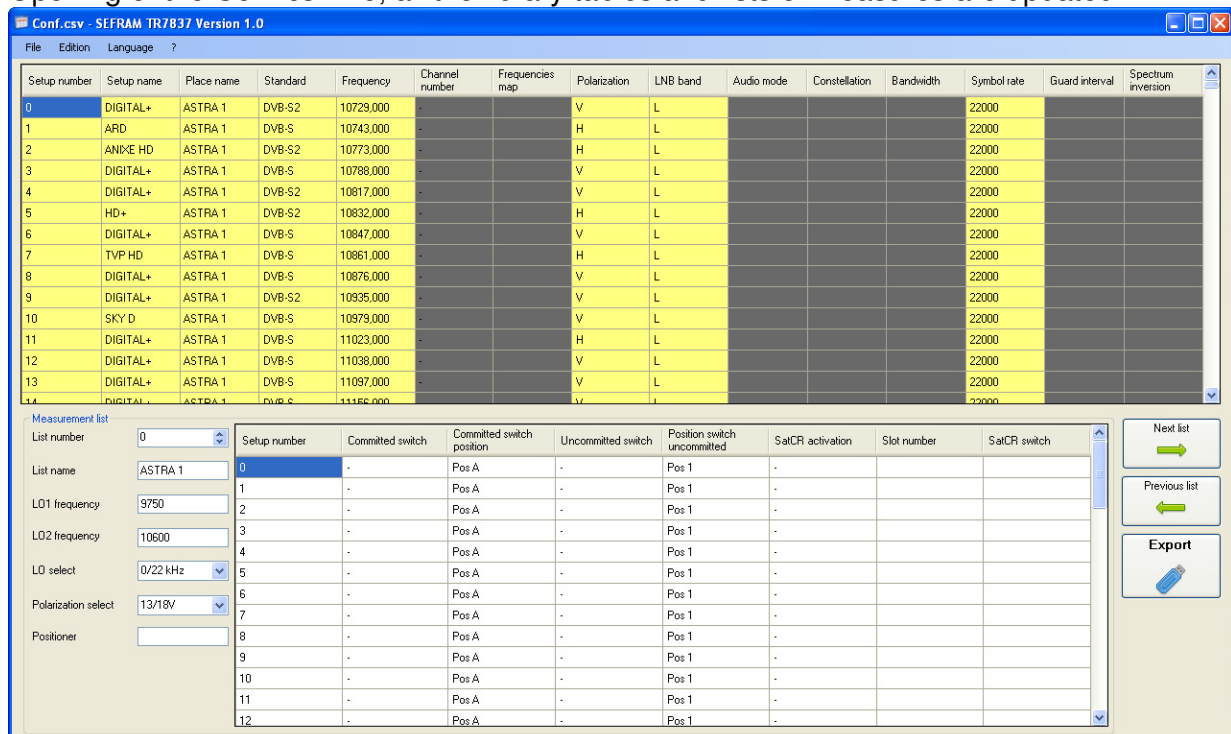 Conf.csv - SEFRAM TR7837 Version 1.0
File Edition Language ?
Setup number Setup name Place name Standard Frequency Channel number Frequencies map Polarization LNB band Audio mode Constellation Bandwidth Symbol rate Guard interval Spectrum inversion
0 DIGITAL+ ASTRA 1 DVB-S2 10729,000 - V L 22000
1 ARD ASTRA 1 DVB-S 10743,000 - H L 22000
2 ANIXE HD ASTRA 1 DVB-S2 10773,000 - H L 22000
3 DIGITAL+ ASTRA 1 DVB-S 10788,000 - V L 22000
4 DIGITAL+ ASTRA 1 DVB-S2 10817,000 - V L 22000
5 HD+ ASTRA 1 DVB-S2 10832,000 - H L 22000
6 DIGITAL+ ASTRA 1 DVB-S 10847,000 - V L 22000
7 TVP HD ASTRA 1 DVB-S 10861,000 - H L 22000
8 DIGITAL+ ASTRA 1 DVB-S 10876,000 - V L 22000
9 DIGITAL+ ASTRA 1 DVB-S2 10935,000 - V L 22000
10 SKY D ASTRA 1 DVB-S 10979,000 - V L 22000
11 DIGITAL+ ASTRA 1 DVB-S 11023,000 - H L 22000
12 DIGITAL+ ASTRA 1 DVB-S 11038,000 - V L 22000
13 DIGITAL+ ASTRA 1 DVB-S 11097,000 - V L 22000
14 DIGITAL+ ASTRA 1 DVB-S 11156,000 V L 22000
Measurement list
List number 0
List name ASTRA 1
LO1 frequency 9750
LO2 frequency 10600
LO select 0/22 kHz
Polarization select 13/18V
Positioner
Setup number Committed switch Committed switch position Uncommitted switch Position switch uncommitted SatCR activation Slot number SatCR switch
0 - Pos A - Pos 1 -
1 - Pos A - Pos 1 -
2 - Pos A - Pos 1 -
3 - Pos A - Pos 1 -
4 - Pos A - Pos 1 -
5 - Pos A - Pos 1 -
6 - Pos A - Pos 1 -
7 - Pos A - Pos 1 -
8 - Pos A - Pos 1 -
9 - Pos A - Pos 1 -
10 - Pos A - Pos 1 -
11 - Pos A - Pos 1 -
12 - Pos A - Pos 1 -
Next list
Previous list
Export